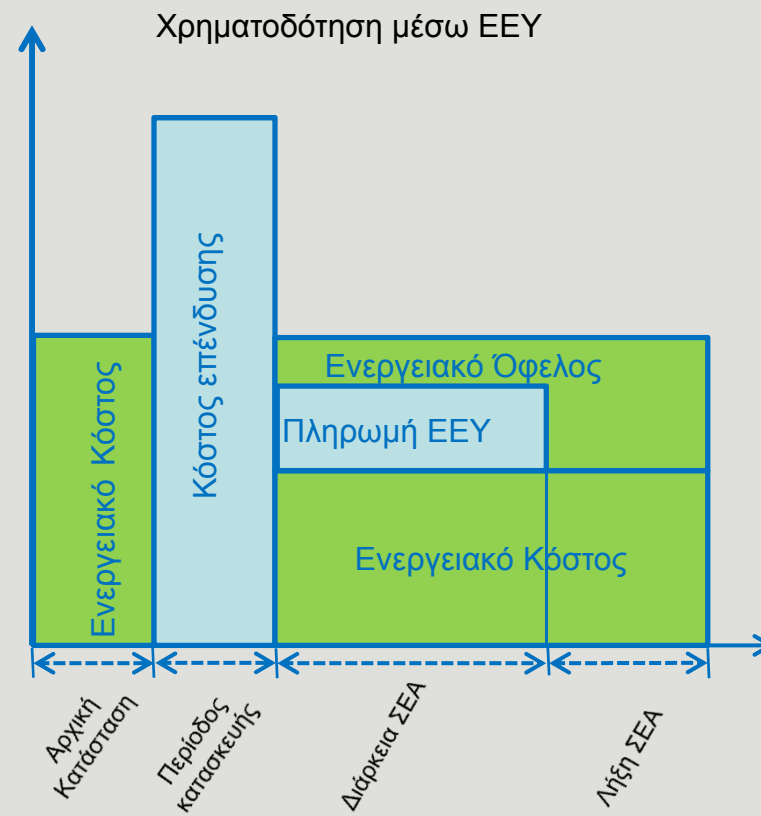 Χρηματοδότηση μέσω ΕΕΥ
Ενεργειακό Κόστος
Κόστος επένδυσης
Ενεργειακό Όφελος
Πληρωμή ΕΕΥ
Ενεργειακό Κόστος
Αρχική
Κατάσταση
Περίοδος
κατασκευής
Διάρκεια ΣΕΑ
Λήξη ΣΕΑ